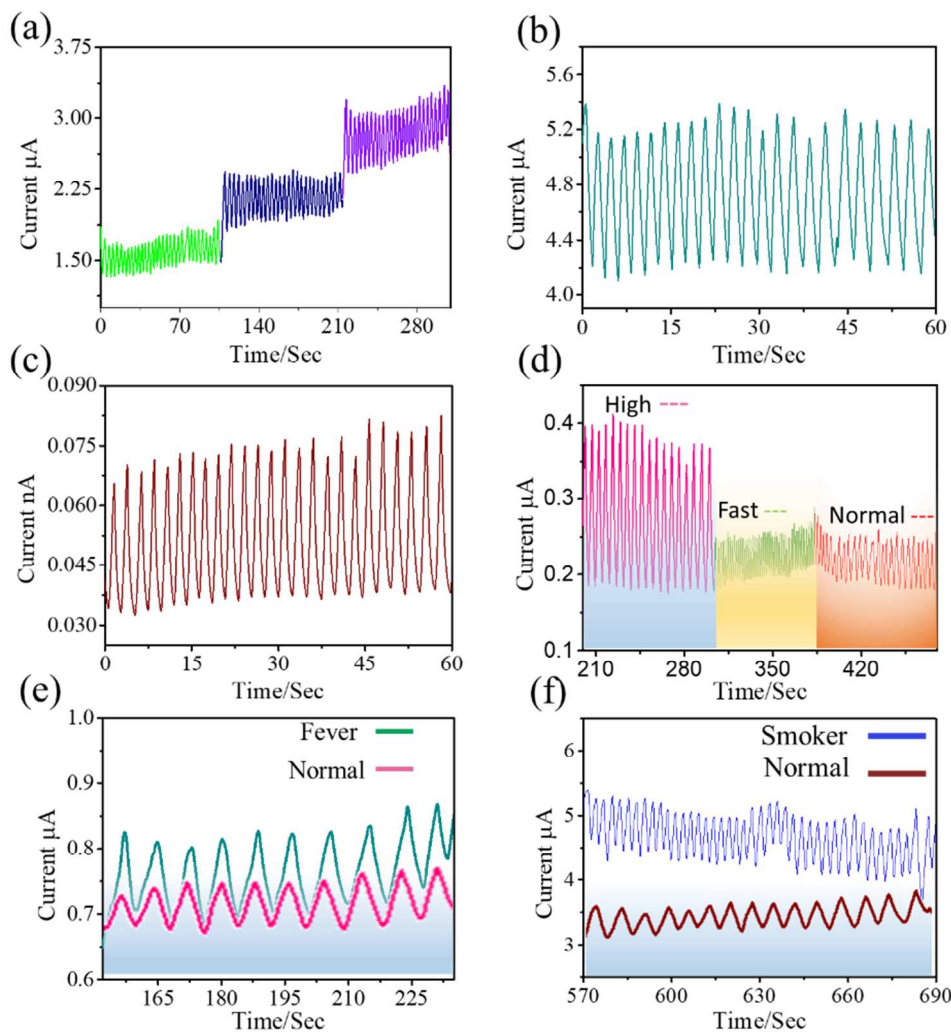 (a)
3.75
3.00
2.25
1.50
Current μA
0 70 140 210 280
Time/Sec
(b)
5.6
5.2
4.8
4.4
4.0
Current μA
0 15 30 45 60
Time/Sec
(c)
0.090
0.075
0.060
0.045
0.030
Current nA
0 15 30 45 60
Time/Sec
(d)
High ----
Fast ---
Normal ---
0.4
0.3
0.2
0.1
Current μA
210 280 350 420
Time/Sec
(e)
Fever
Normal
1.0
0.9
0.8
0.7
0.6
Current μA
165 180 195 210 225
Time/Sec
(f)
Smoker
Normal
6
5
4
3
Current μA
570 600 630 660 690
Time/Sec